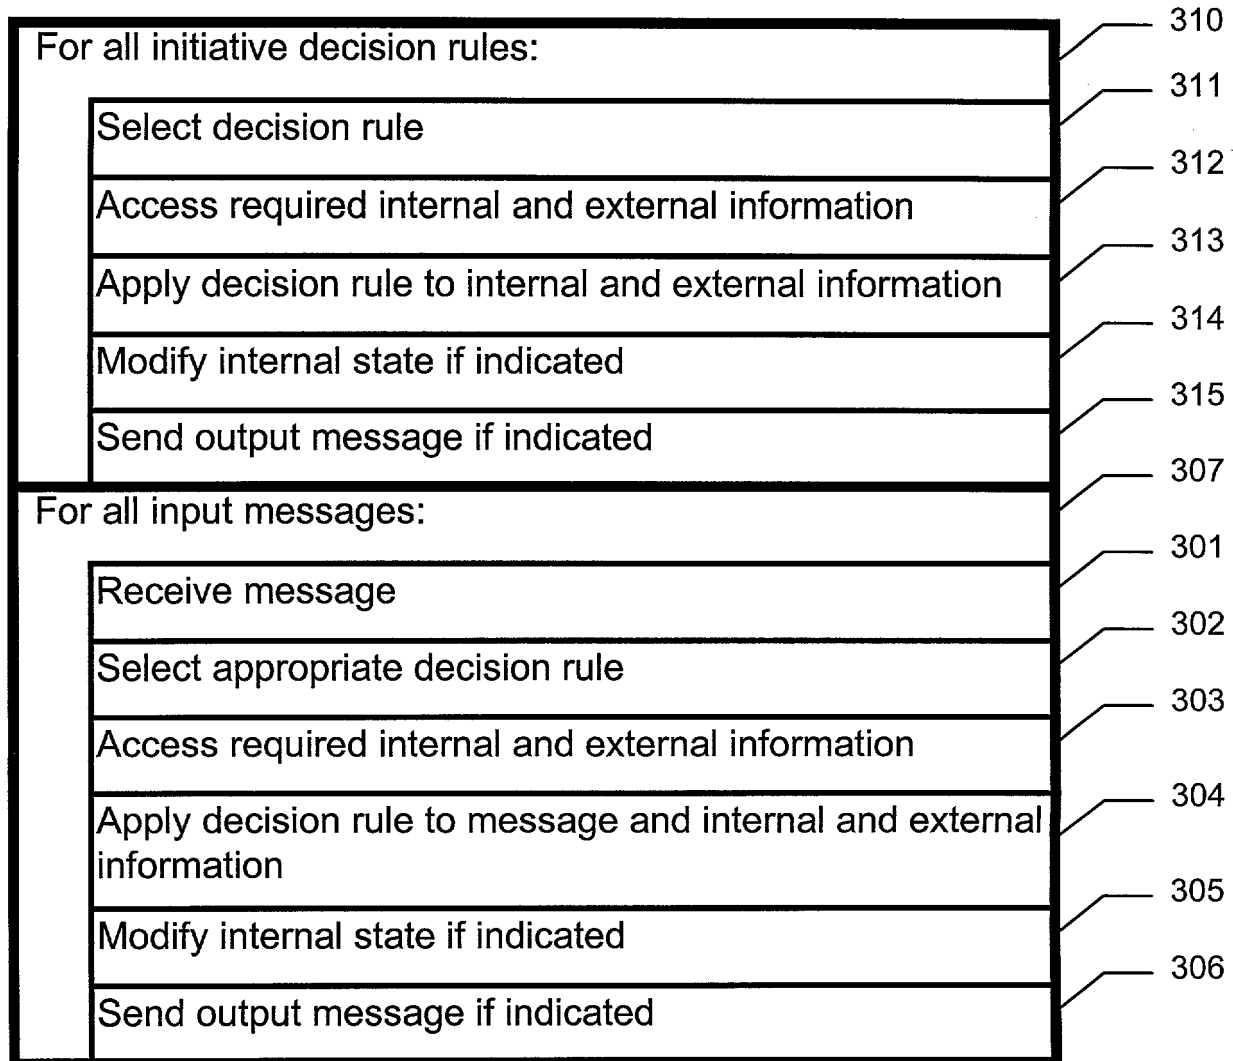 310
For all initiative decision rules:
311
Select decision rule
312
Access required internal and external information
313
Apply decision rule to internal and external information
314
Modify internal state if indicated
315
Send output message if indicated
307
For all input messages:
301
Receive message
302
Select appropriate decision rule
303
Access required internal and external information
304
Apply decision rule to message and internal and external
information
305
Modify internal state if indicated
306
Send output message if indicated